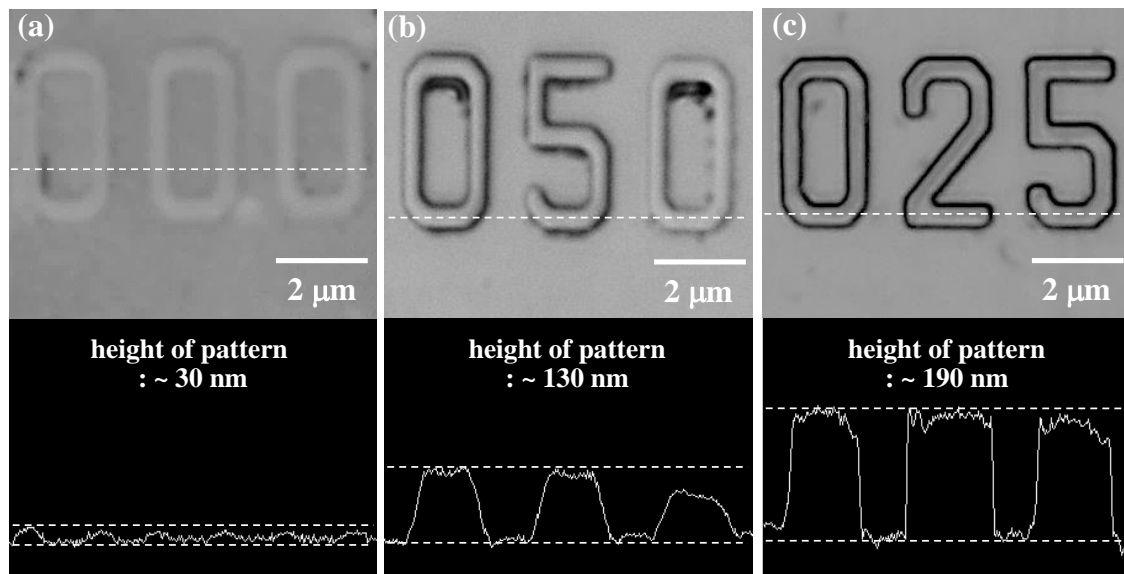 (a)
000
2 μm
height of pattern
: ~ 30 nm
(b)
050
2 μm
height of pattern
: ~ 130 nm
(c)
025
2 μm
height of pattern
: ~ 190 nm